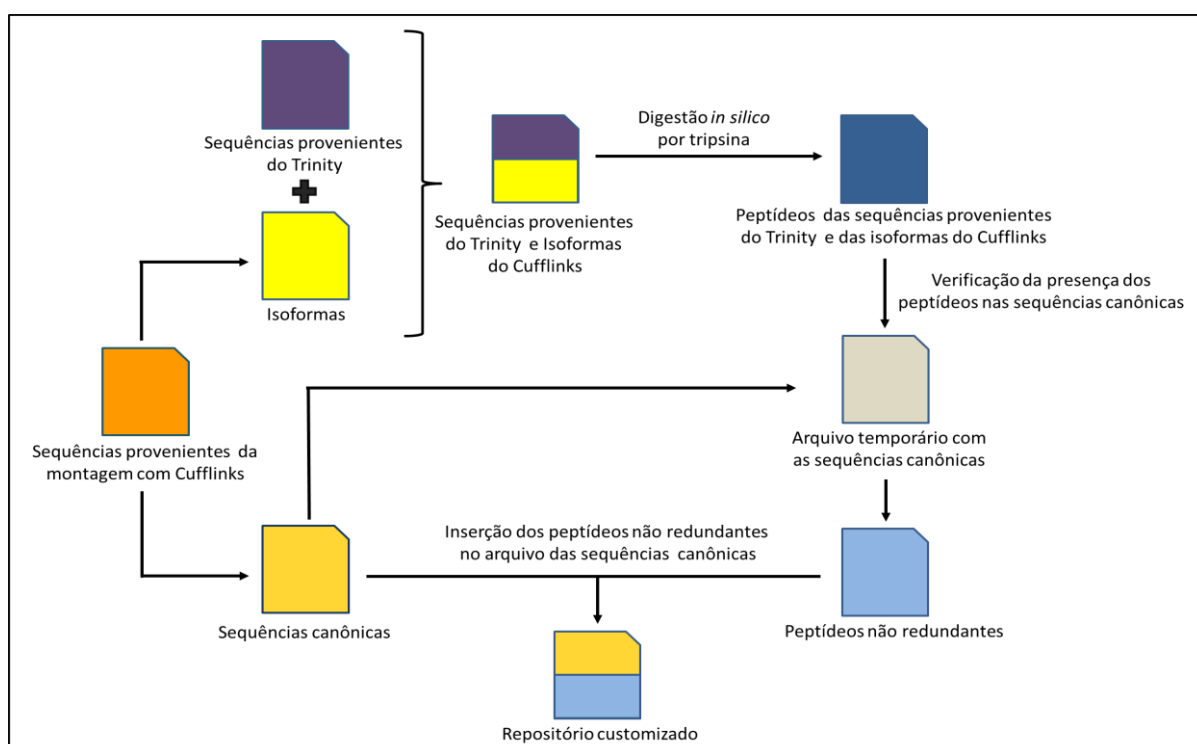 Sequências provenientes
do Trinity
Isoformas
Sequências provenientes
do Trinity e Isoformas
do Cufflinks
Digestão in silico
por tripsina
Peptídeos das sequências provenientes
do Trinity e das isoformas do Cufflinks
Verificação da presença dos
peptídeos nas sequências canônicas
Sequências provenientes da
montagem com Cufflinks
Arquivo temporário com
as sequências canônicas
Inserção dos peptídeos não redundantes
no arquivo das sequências canônicas
Sequências canônicas
Peptídeos não redundantes
Repositório customizado